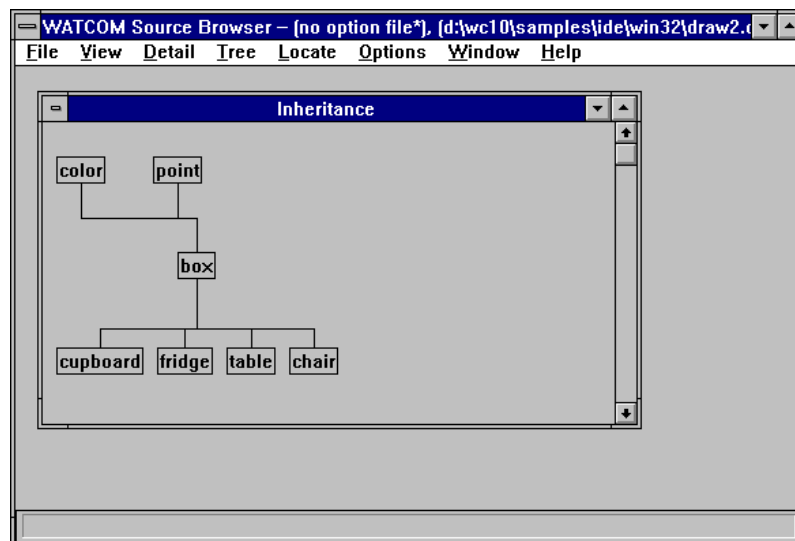 WATCOM Source Browser – (no option file*), (d:\wc10\samples\ide\win32\draw2.
File View Detail Tree Locate Options Window Help
Inheritance
color point
box
cupboard fridge table chair